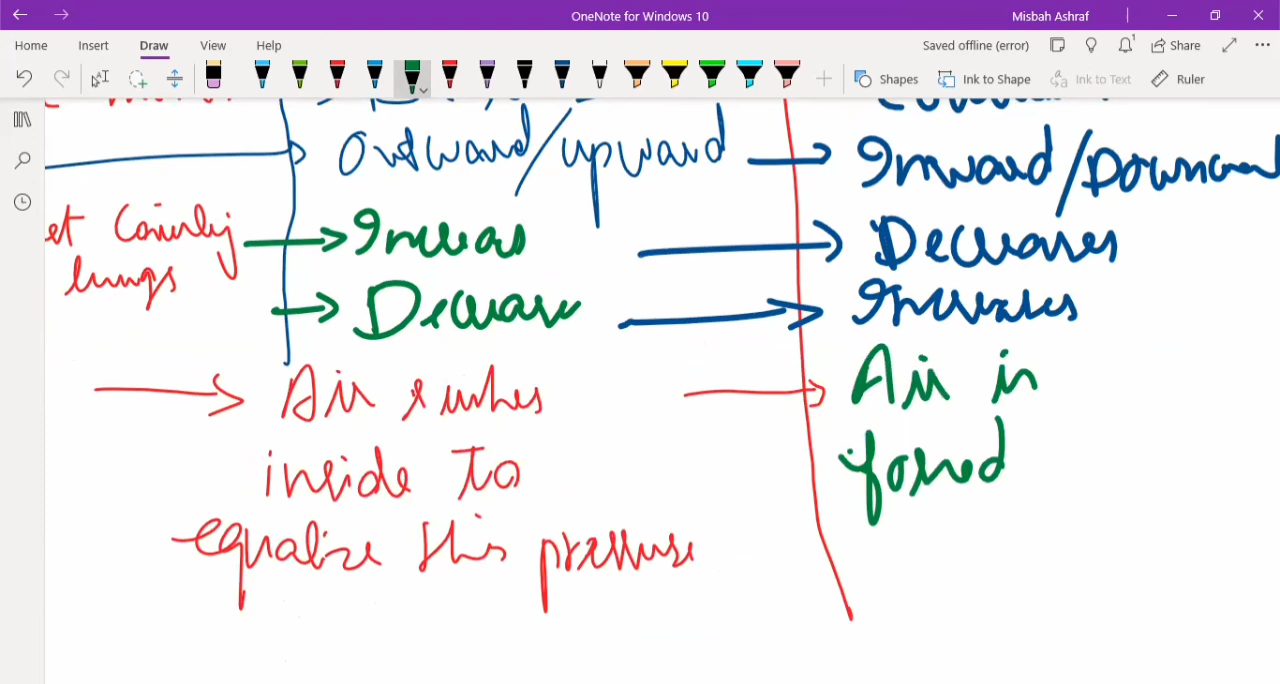 OneNote for Windows 10
Misbah Ashraf
Home Insert Draw View Help
Saved offline (error) Share
Shapes Ink to Shape Ink to Text Ruler
Outward/upward
Inward/Downward
Increas
Decreases
lungs
Decrease
Increases
Air rushes
inside to
equalize this pressure
Air is
forced